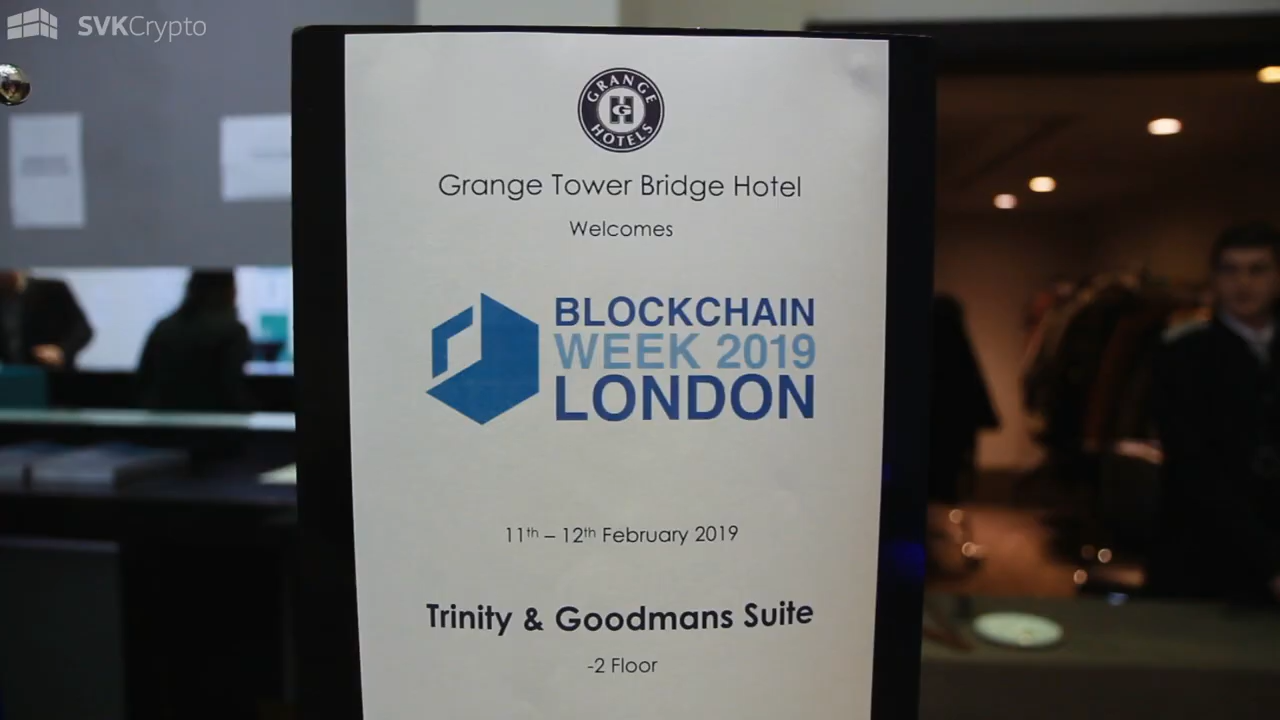 SVKCrypto
GRANGE
H
G
HOTELS
Grange Tower Bridge Hotel
Welcomes
BLOCKCHAIN
WEEK 2019
LONDON
11th – 12th February 2019
Trinity & Goodmans Suite
-2 Floor